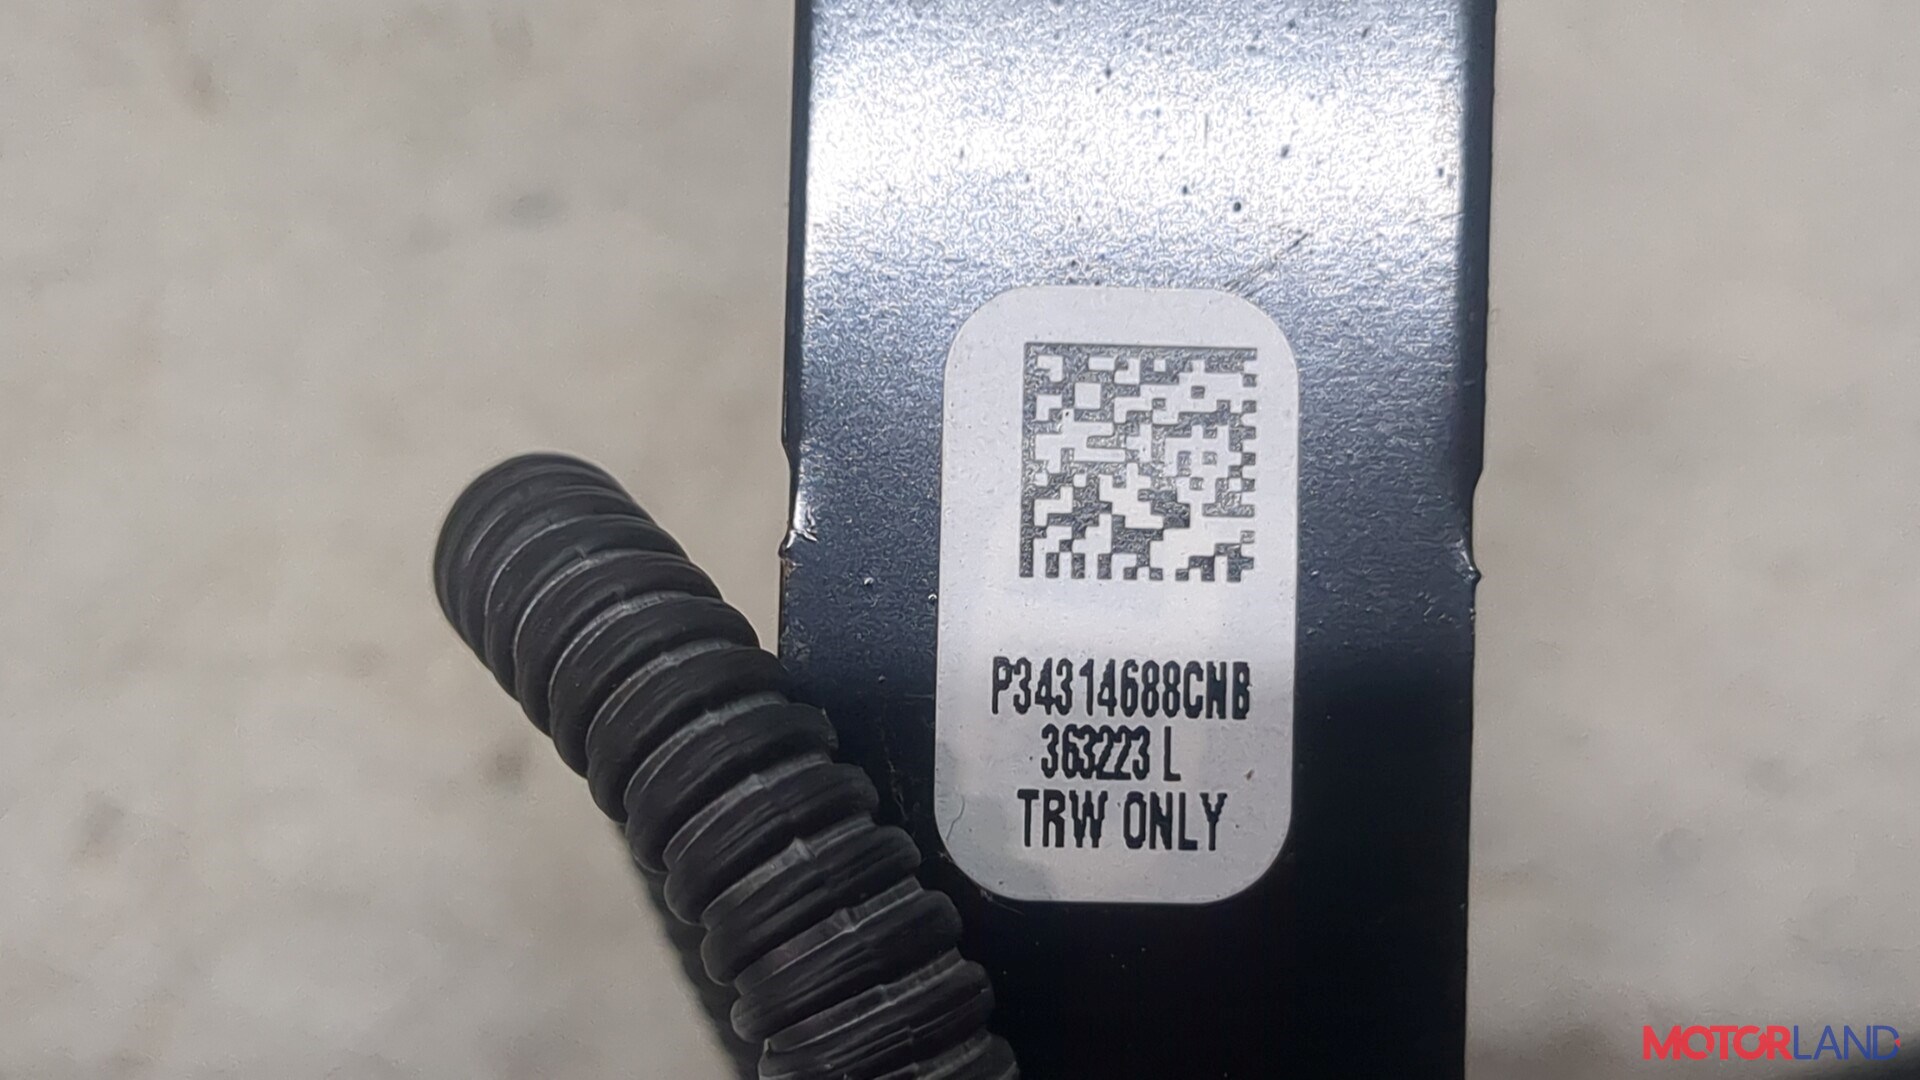 P34314688CNB
363223 L
TRW ONLY
MOTORLAND